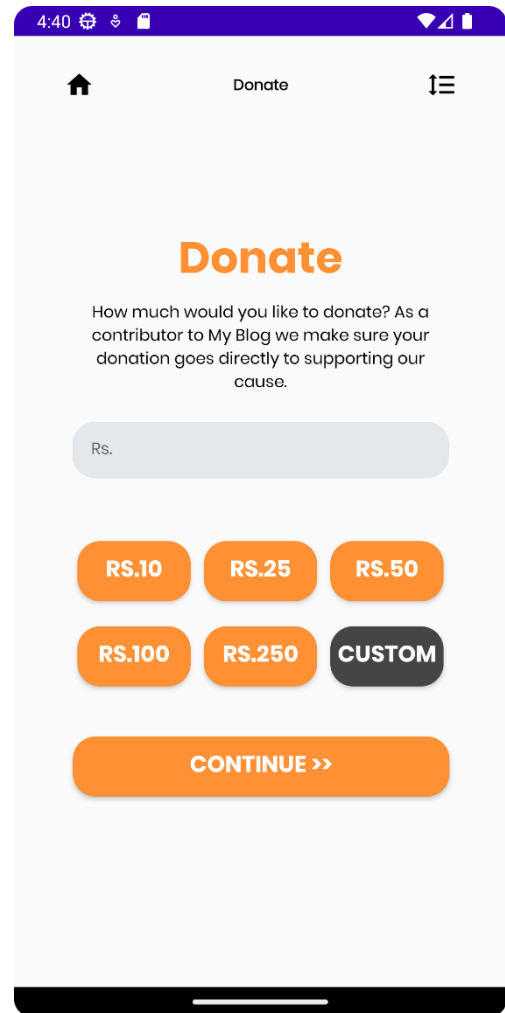 4:40
Donate
Donate
How much would you like to donate? As a
contributor to My Blog we make sure your
donation goes directly to supporting our
cause.
Rs.
RS.10 RS.25 RS.50
RS.100 RS.250 CUSTOM
CONTINUE >>